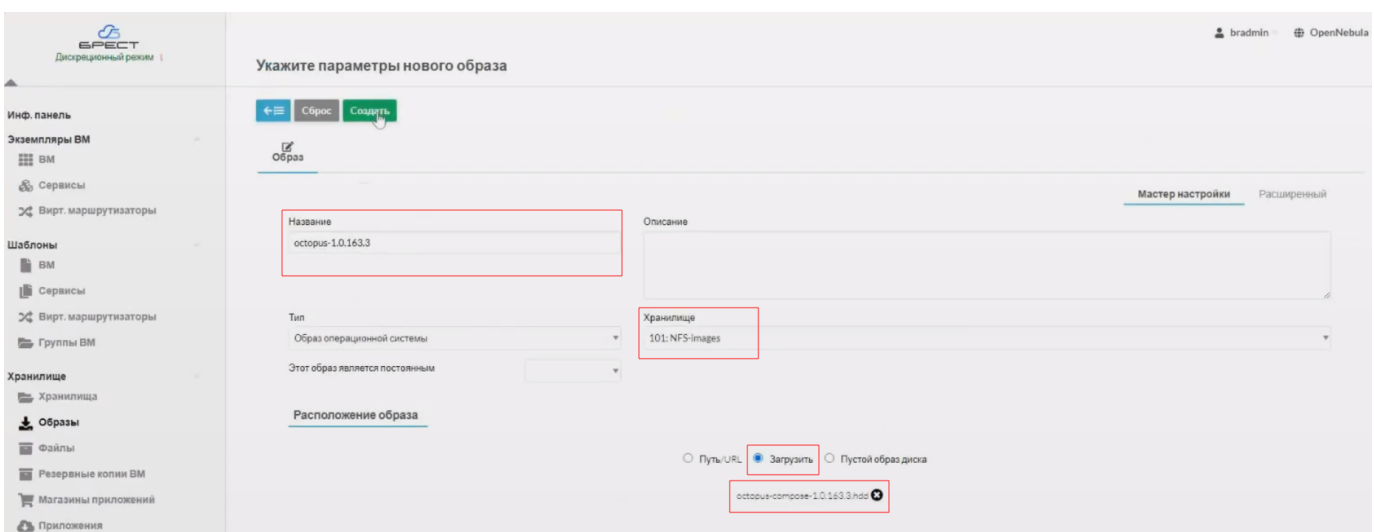 БРЕСТ
Дискреционный режим
bradmin
OpenNebula
Укажите параметры нового образа
Сброс
Создать
Образ
Мастер настройки
Расширенный
Название
octopus-1.0.163.3
Описание
Тип
Образ операционной системы
Хранилище
101: NFS-images
Этот образ является постоянным
Расположение образа
Путь/URL
Загрузить
Пустой образ диска
octopus-compose-1.0.163.3.hdd
Инф. панель
Экземпляры ВМ
ВМ
Сервисы
Вирт. маршрутизаторы
Шаблоны
ВМ
Сервисы
Вирт. маршрутизаторы
Группы ВМ
Хранилище
Хранилища
Образы
Файлы
Резервные копии ВМ
Магазины приложений
Приложения